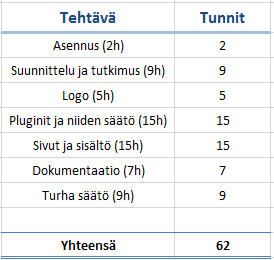 Tehtävä Tunnit
Asennus (2h) 2
Suunnittelu ja tutkimus (9h) 9
Logo (5h) 5
Pluginit ja niiden säätö (15h) 15
Sivut ja sisältö (15h) 15
Dokumentaatio (7h) 7
Turha säätö (9h) 9
Yhteensä 62